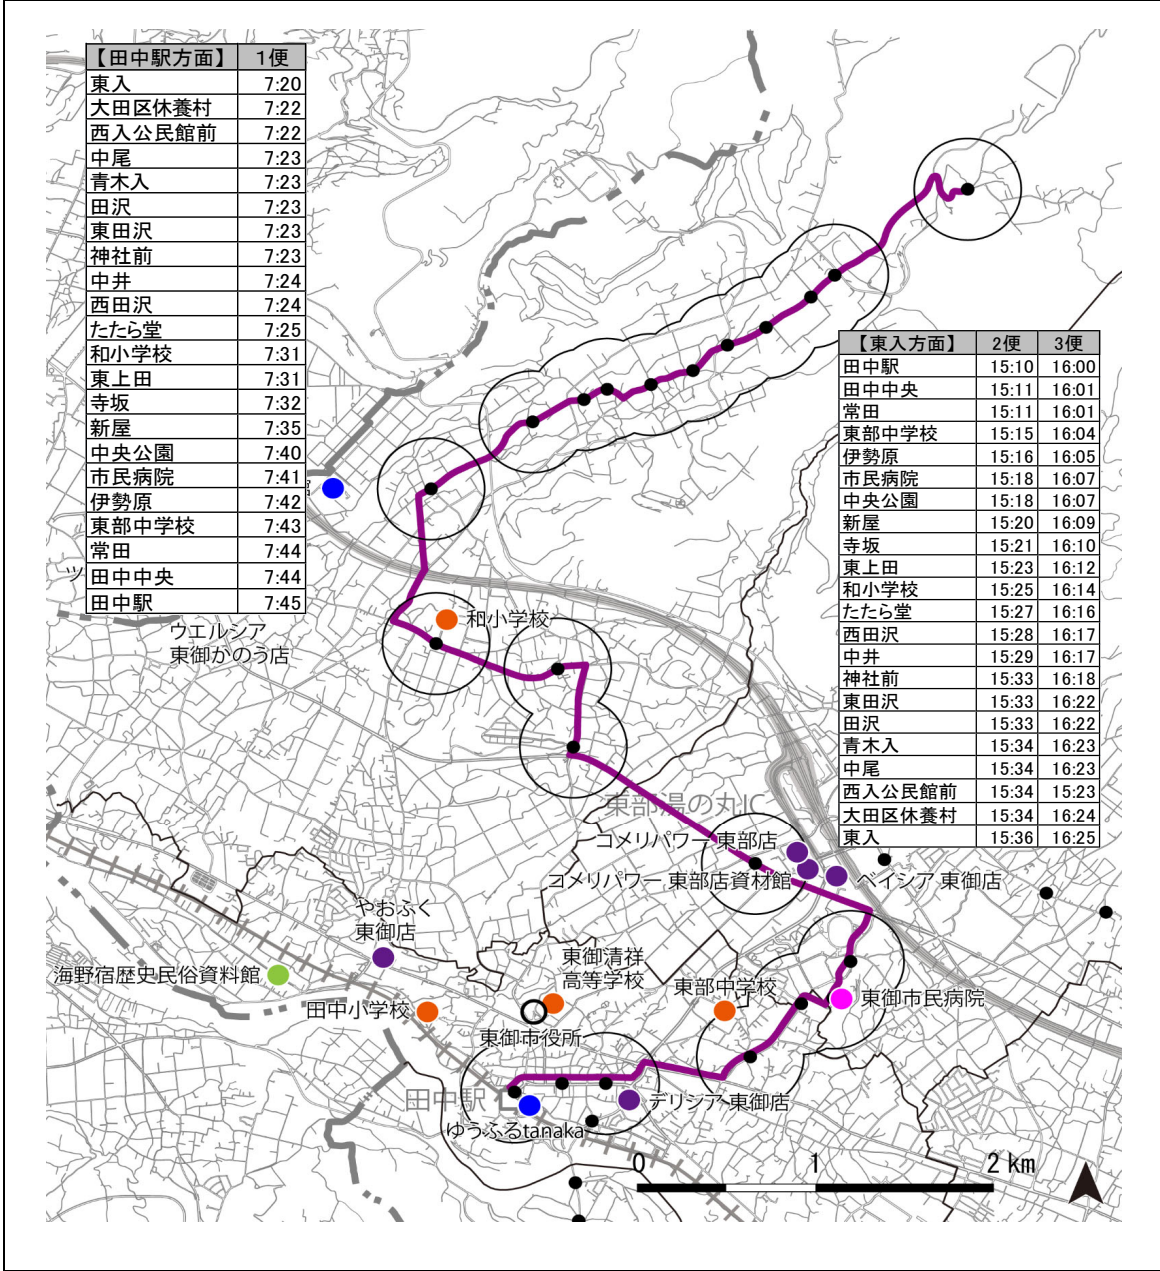 【田中駅方面】 1便
東入 7:20
大田区休養村 7:22
西入公民館前 7:22
中尾 7:23
青木入 7:23
田沢 7:23
東田沢 7:23
神社前 7:23
中井 7:24
西田沢 7:24
たたら堂 7:25
和小学校 7:31
東上田 7:31
寺坂 7:32
新屋 7:35
中央公園 7:40
市民病院 7:41
伊勢原 7:42
東部中学校 7:43
常田 7:44
田中中央 7:44
田中駅 7:45
【東入方面】 2便 3便
田中駅 15:10 16:00
田中中央 15:11 16:01
常田 15:11 16:01
東部中学校 15:15 16:04
伊勢原 15:16 16:05
市民病院 15:18 16:07
中央公園 15:18 16:07
新屋 15:20 16:09
寺坂 15:21 16:10
東上田 15:23 16:12
和小学校 15:25 16:14
たたら堂 15:27 16:16
西田沢 15:28 16:17
中井 15:29 16:17
神社前 15:33 16:18
東田沢 15:33 16:22
田沢 15:33 16:22
青木入 15:34 16:23
中尾 15:34 16:23
西入公民館前 15:34 15:23
大田区休養村 15:34 16:24
東入 15:36 16:25
ツ
ウエルシア
東御かのう店
和小学校
東部湯の丸IC
コメリパワー 東部店
コメリパワー 東部店資材館
ベイシア 東御店
やおふく
東御店
海野宿歴史民俗資料館
東御清祥
高等学校
東部中学校
東御市民病院
田中小学校
東御市役所
田中駅
デリシア 東御店
ゆうふるtanaka
0 1 2 km